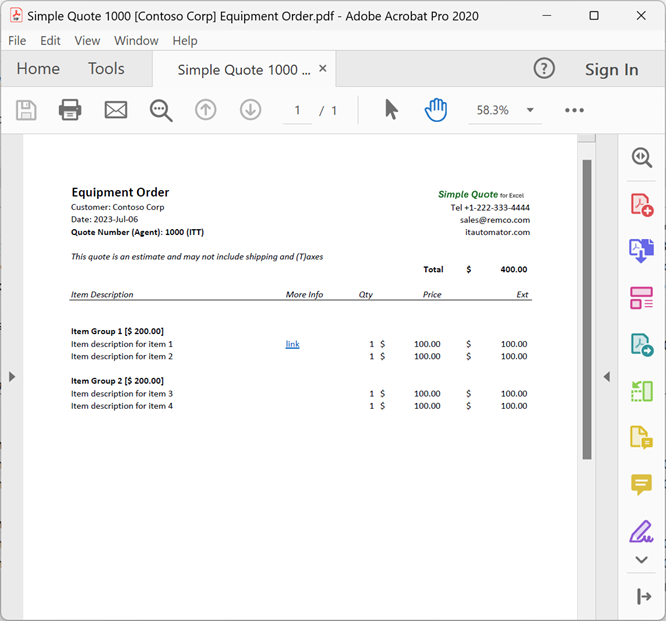 Simple Quote 1000 [Contoso Corp] Equipment Order.pdf - Adobe Acrobat Pro 2020
File Edit View Window Help
Home Tools Simple Quote 1000 ... × ? Sign In
1 / 1 58.3%
Equipment Order
Simple Quote for Excel
Customer: Contoso Corp
Tel +1-222-333-4444
Date: 2023-Jul-06
sales@remco.com
Quote Number (Agent): 1000 (ITT)
itautomator.com
This quote is an estimate and may not include shipping and (T)axes
Total $ 400.00
Item Description More Info Qty Price Ext
Item Group 1 [$ 200.00]
Item description for item 1 link 1 $ 100.00 $ 100.00
Item description for item 2 1 $ 100.00 $ 100.00
Item Group 2 [$ 200.00]
Item description for item 3 1 $ 100.00 $ 100.00
Item description for item 4 1 $ 100.00 $ 100.00